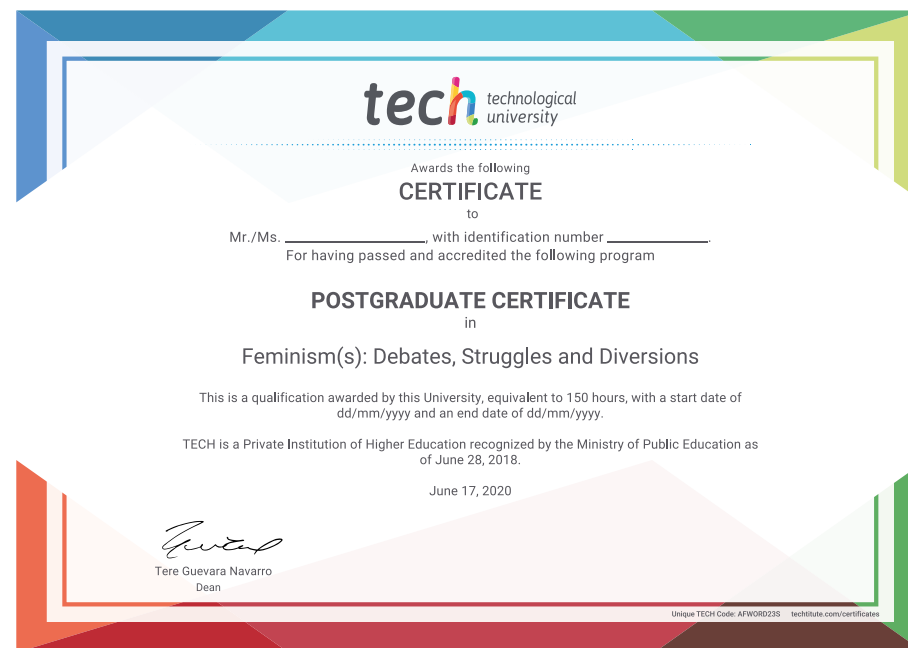 tech technological
university
Awards the following
CERTIFICATE
to
Mr./Ms. ____________________, with identification number _______________.
For having passed and accredited the following program
POSTGRADUATE CERTIFICATE
in
Feminism(s): Debates, Struggles and Diversions
This is a qualification awarded by this University, equivalent to 150 hours, with a start date of
dd/mm/yyyy and an end date of dd/mm/yyyy.
TECH is a Private Institution of Higher Education recognized by the Ministry of Public Education as
of June 28, 2018.
June 17, 2020
Tere Guevara Navarro
Dean
Unique TECH Code: AFWORD23S techtitute.com/certificates